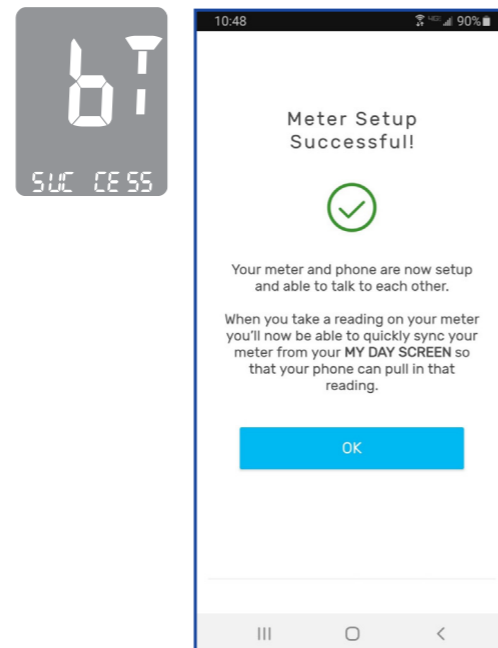 bT
SUC CESS
10:48
4GE 90%
Meter Setup
Successful!
Your meter and phone are now setup
and able to talk to each other.
When you take a reading on your meter
you'll now be able to quickly sync your
meter from your MY DAY SCREEN so
that your phone can pull in that
reading.
OK